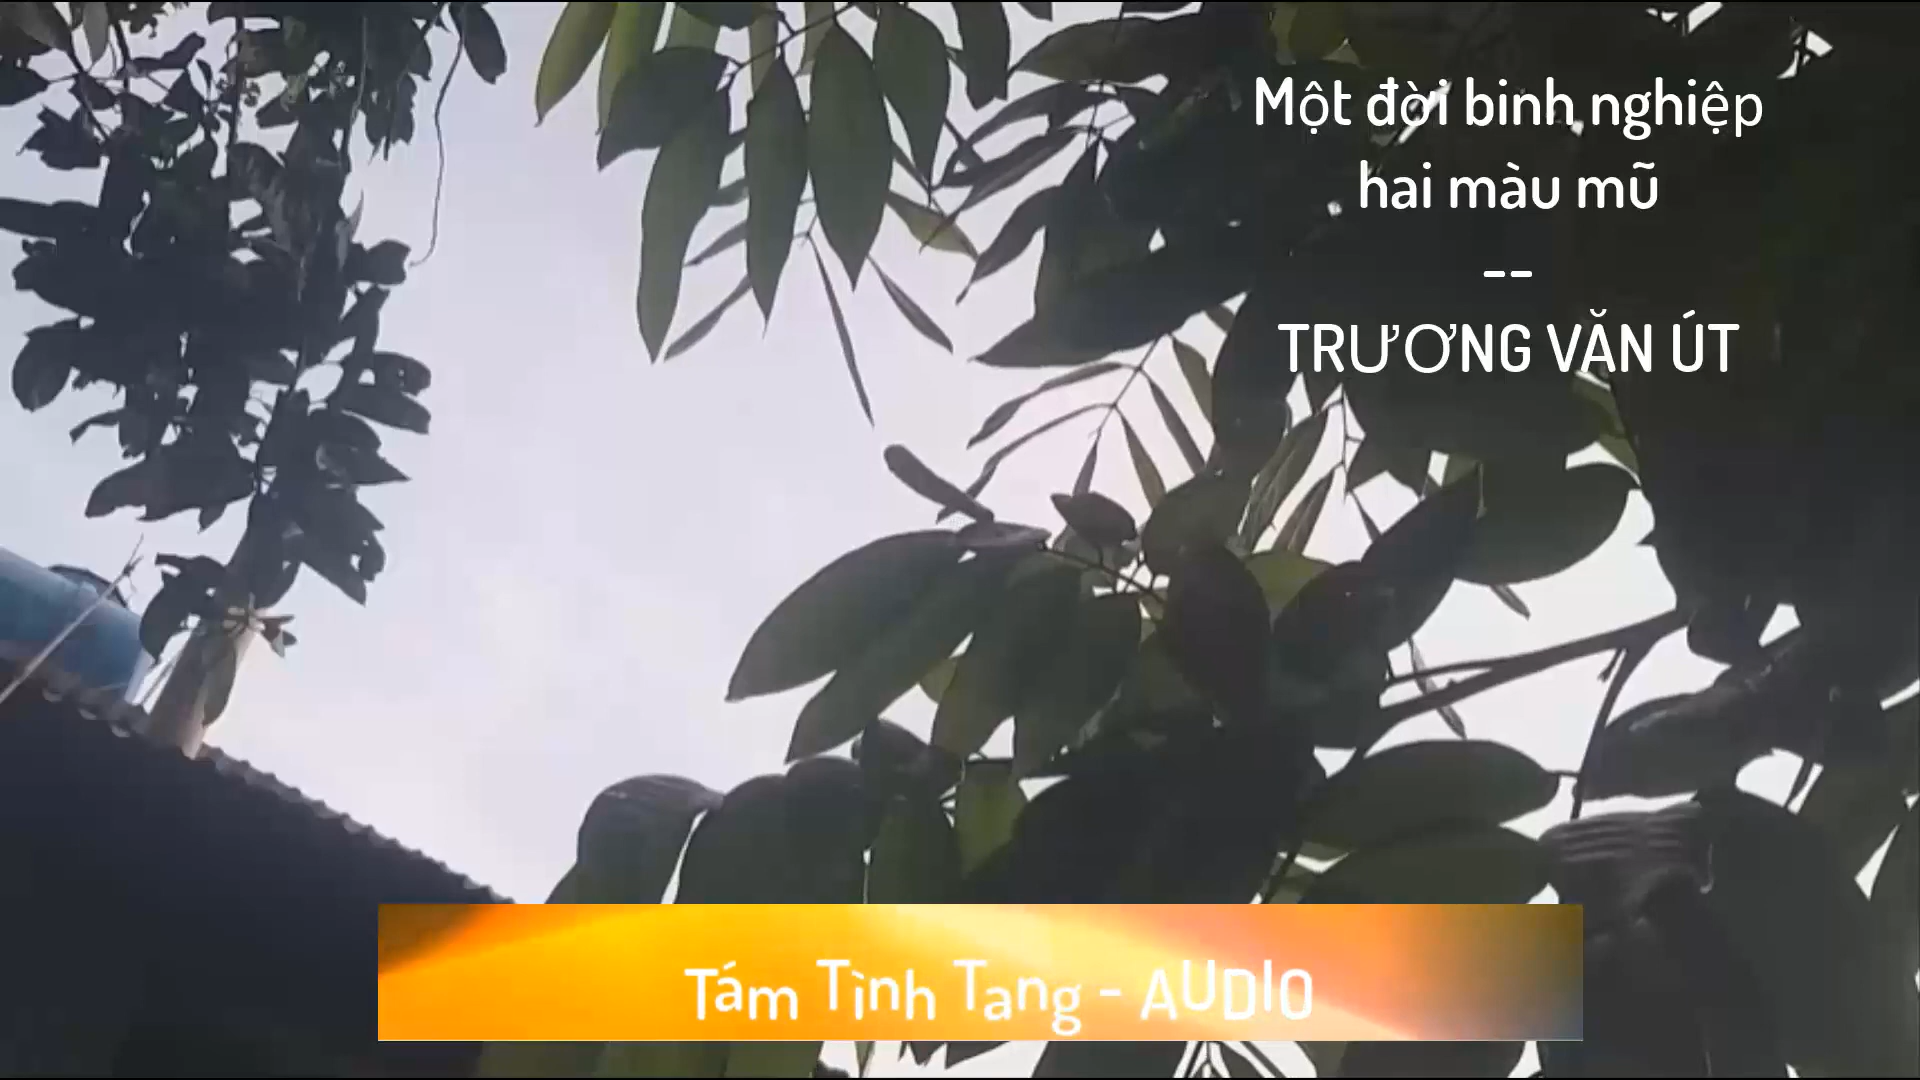 Một đời binh nghiệp
hai màu mũ
--
TRƯƠNG VĂN ÚT
Tám Tình Tang - AUDIO